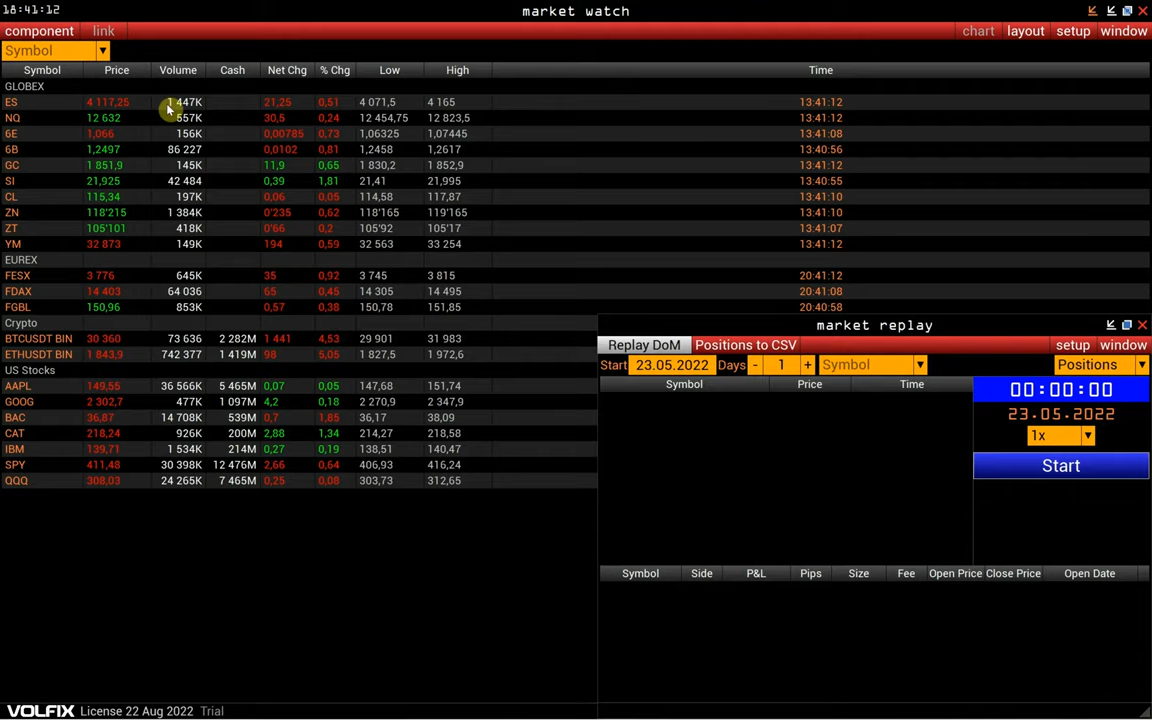 18:41:12 market watch
component link chart layout setup window
Symbol
Symbol Price Volume Cash Net Chg % Chg Low High Time
GLOBEX
ES 4 117,25 1 447K 21,25 0,51 4 071,5 4 165 13:41:12
NQ 12 632 557K 30,5 0,24 12 454,75 12 823,5 13:41:12
6E 1,066 156K 0,00785 0,73 1,06325 1,07445 13:41:08
6B 1,2497 86 227 0,0102 0,81 1,2458 1,2617 13:40:56
GC 1 851,9 145K 11,9 0,65 1 830,2 1 852,9 13:41:12
SI 21,925 42 484 0,39 1,81 21,41 21,995 13:40:55
CL 115,34 197K 0,06 0,05 114,58 117,87 13:41:10
ZN 118'215 1 384K 0'235 0,62 118'165 119'165 13:41:10
ZT 105'101 418K 0'66 0,2 105'92 105'17 13:41:07
YM 32 873 149K 194 0,59 32 563 33 254 13:41:12
EUREX
FESX 3 776 645K 35 0,92 3 745 3 815 20:41:12
FDAX 14 403 64 036 65 0,45 14 305 14 495 20:41:08
FGBL 150,96 853K 0,57 0,38 150,78 151,85 20:40:58
Crypto
BTCUSDT BIN 30 360 73 636 2 282M 1 441 4,53 29 901 31 983
ETHUSDT BIN 1 843,9 742 377 1 419M 98 5,05 1 827,5 1 972,6
US Stocks
AAPL 149,55 36 566K 5 465M 0,07 0,05 147,68 151,74
GOOG 2 302,7 477K 1 097M 4,2 0,18 2 270,9 2 347,9
BAC 36,87 14 708K 539M 0,7 1,85 36,17 38,09
CAT 218,24 926K 200M 2,88 1,34 214,27 218,58
IBM 139,71 1 534K 214M 0,27 0,19 138,51 140,47
SPY 411,48 30 398K 12 476M 2,66 0,64 406,93 416,24
QQQ 308,03 24 265K 7 465M 0,25 0,08 303,73 312,65
market replay
Replay DoM Positions to CSV setup window
Start 23.05.2022 Days - 1 + Symbol Positions
Symbol Price Time
00:00:00
23.05.2022
1x
Start
Symbol Side P&L Pips Size Fee Open Price Close Price Open Date
VOLFIX License 22 Aug 2022 Trial